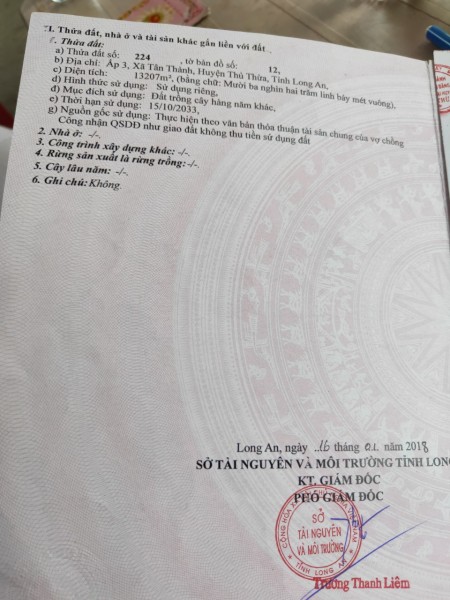 II. Thửa đất, nhà ở và tài sản khác gắn liền với đất
1. Thửa đất:
a) Thửa đất số: 224 , tờ bản đồ số: 12,
b) Địa chỉ: Ấp 3, Xã Tân Thành, Huyện Thủ Thừa, Tỉnh Long An,
c) Diện tích: 13207m², (bằng chữ: Mười ba nghìn hai trăm linh bảy mét vuông),
d) Hình thức sử dụng: Sử dụng riêng,
đ) Mục đích sử dụng: Đất trồng cây hàng năm khác,
e) Thời hạn sử dụng: 15/10/2033,
g) Nguồn gốc sử dụng: Thực hiện theo văn bản thỏa thuận tài sản chung của vợ chồng
Công nhận QSDĐ như giao đất không thu tiền sử dụng đất
2. Nhà ở: -/-.
3. Công trình xây dựng khác: -/-.
4. Rừng sản xuất là rừng trồng: -/-.
5. Cây lâu năm: -/-.
6. Ghi chú: Không.
Long An, ngày 16 tháng 01 năm 2018
SỞ TÀI NGUYÊN VÀ MÔI TRƯỜNG TỈNH LONG
KT. GIÁM ĐỐC
PHÓ GIÁM ĐỐC
SỞ
TÀI NGUYÊN
VÀ MÔI TRƯỜNG
TỈNH LONG AN
Trương Thanh Liêm